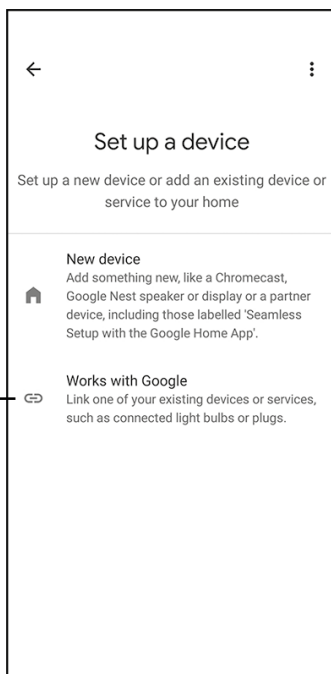 Set up a device
Set up a new device or add an existing device or
service to your home
New device
Add something new, like a Chromecast,
Google Nest speaker or display or a partner
device, including those labelled 'Seamless
Setup with the Google Home App'.
Works with Google
Link one of your existing devices or services,
such as connected light bulbs or plugs.